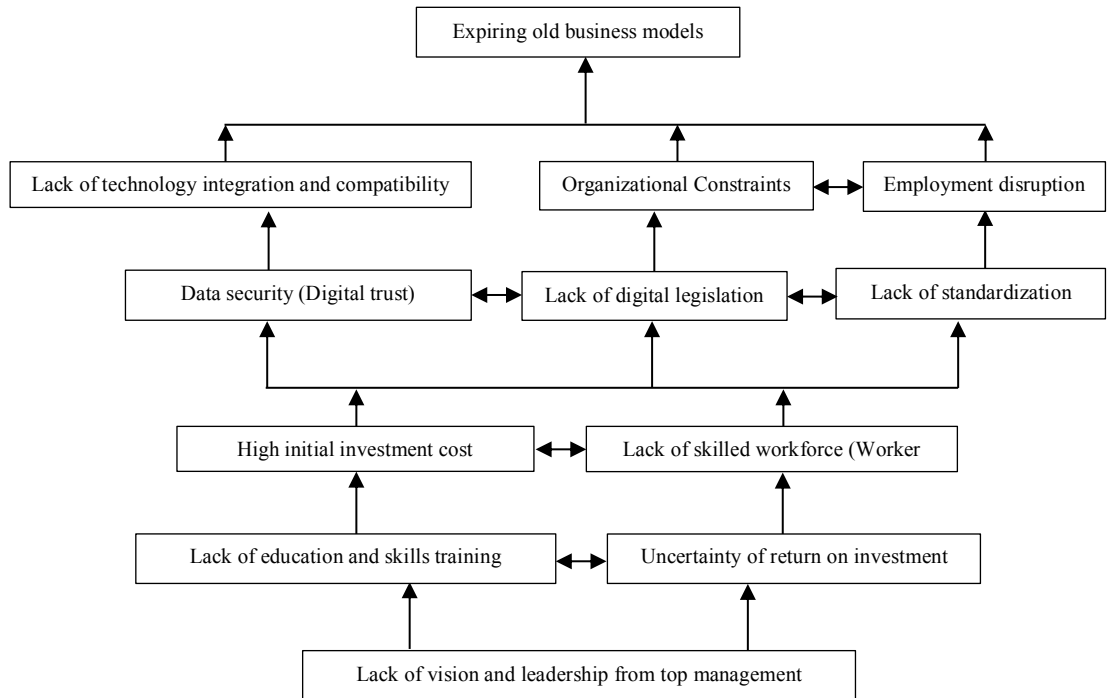 Expiring old business models
Lack of technology integration and compatibility
Organizational Constraints
Employment disruption
Data security (Digital trust)
Lack of digital legislation
Lack of standardization
High initial investment cost
Lack of skilled workforce (Worker
Lack of education and skills training
Uncertainty of return on investment
Lack of vision and leadership from top management